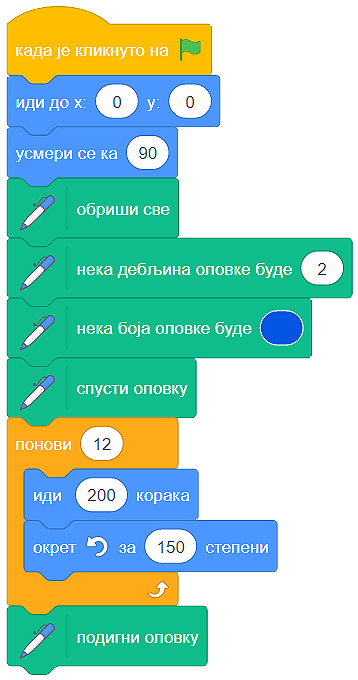 када је кликнуто на
иди до x: 0 y: 0
усмери се ка 90
обриши све
нека дебљина оловке буде 2
нека боја оловке буде
спусти оловку
понови 12
иди 200 корака
окрет за 150 степени
подигни оловку